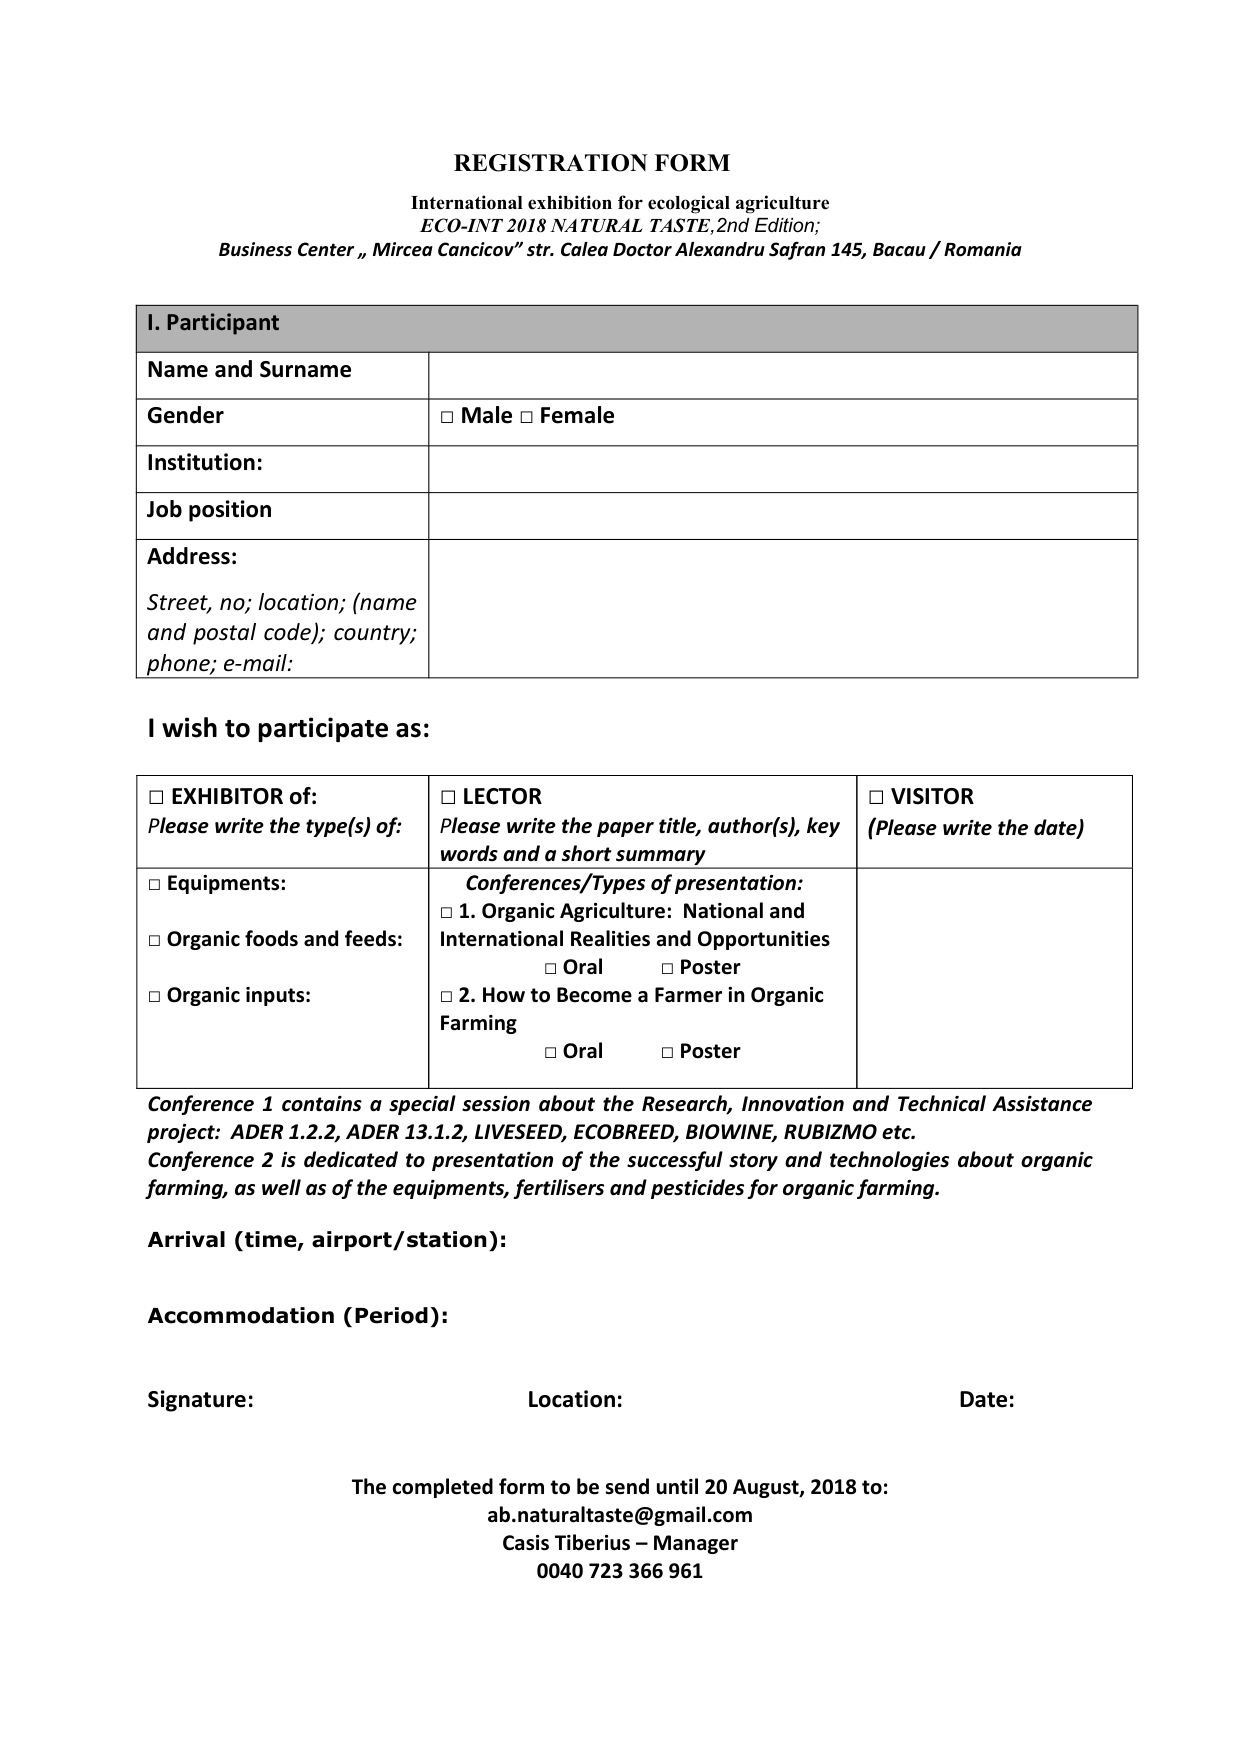 REGISTRATION FORM
International exhibition for ecological agriculture
ECO-INT 2018 NATURAL TASTE,2nd Edition;
Business Center „ Mircea Cancicov” str. Calea Doctor Alexandru Safran 145, Bacau / Romania
I. Participant
Name and Surname
Gender
□ Male □ Female
Institution:
Job position
Address:
Street, no; location; (name
and postal code); country;
phone; e-mail:
I wish to participate as:
□ EXHIBITOR of:
Please write the type(s) of:
□ LECTOR
Please write the paper title, author(s), key
words and a short summary
□ VISITOR
(Please write the date)
□ Equipments:
□ Organic foods and feeds:
□ Organic inputs:
Conferences/Types of presentation:
□ 1. Organic Agriculture: National and
International Realities and Opportunities
□ Oral □ Poster
□ 2. How to Become a Farmer in Organic
Farming
□ Oral □ Poster
Conference 1 contains a special session about the Research, Innovation and Technical Assistance
project: ADER 1.2.2, ADER 13.1.2, LIVESEED, ECOBREED, BIOWINE, RUBIZMO etc.
Conference 2 is dedicated to presentation of the successful story and technologies about organic
farming, as well as of the equipments, fertilisers and pesticides for organic farming.
Arrival (time, airport/station):
Accommodation (Period):
Signature: Location: Date:
The completed form to be send until 20 August, 2018 to:
ab.naturaltaste@gmail.com
Casis Tiberius – Manager
0040 723 366 961